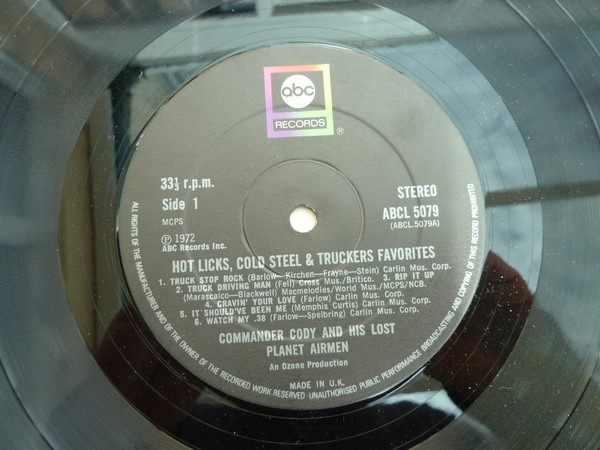 abc
RECORDS
®
33⅓ r.p.m.
Side 1
MCPS
STEREO
ABCL 5079
(ABCL.5079A)
Ⓟ 1972
ABC Records Inc.
HOT LICKS, COLD STEEL & TRUCKERS FAVORITES
1. TRUCK STOP ROCK (Barlow- Kirchen-Frayne-Stein) Carlin Mus. Corp.
2. TRUCK DRIVING MAN (Fell) Cross Mus./Britico. 3. RIP IT UP
(Marascalco-Blackwell) Macmelodies/World Mus./MCPS/NCB.
4. CRAVIN' YOUR LOVE (Farlow) Carlin Mus. Corp.
5. IT SHOULD'VE BEEN ME (Memphis Curtis) Carlin Mus. Corp.
6. WATCH MY .38 (Farlow-Spelbring) Carlin Mus. Corp.
COMMANDER CODY AND HIS LOST
PLANET AIRMEN
An Ozone Production
MADE IN U.K.
ALL RIGHTS OF THE MANUFACTURER AND OF THE OWNER OF THE RECORDED WORK RESERVED UNAUTHORISED PUBLIC PERFORMANCE BROADCASTING AND COPYING OF THIS RECORD PROHIBITED